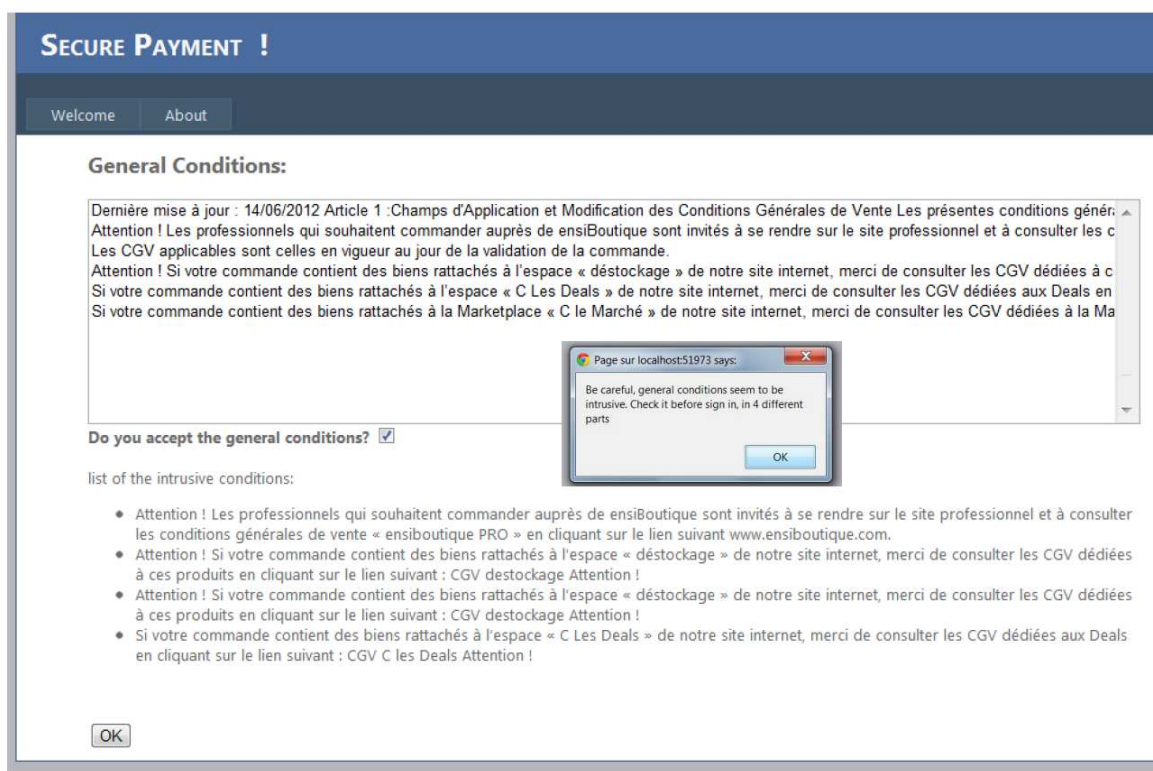 SECURE PAYMENT !
Welcome
About
General Conditions:
Dernière mise à jour : 14/06/2012 Article 1 :Champs d'Application et Modification des Conditions Générales de Vente Les présentes conditions génér
Attention ! Les professionnels qui souhaitent commander auprès de ensiBoutique sont invités à se rendre sur le site professionnel et à consulter les c
Les CGV applicables sont celles en vigueur au jour de la validation de la commande.
Attention ! Si votre commande contient des biens rattachés à l'espace « déstockage » de notre site internet, merci de consulter les CGV dédiées à c
Si votre commande contient des biens rattachés à l'espace « C Les Deals » de notre site internet, merci de consulter les CGV dédiées aux Deals en
Si votre commande contient des biens rattachés à la Marketplace « C le Marché » de notre site internet, merci de consulter les CGV dédiées à la Ma
Page sur localhost:51973 says:
Be careful, general conditions seem to be
intrusive. Check it before sign in, in 4 different
parts
OK
Do you accept the general conditions?
list of the intrusive conditions:
Attention ! Les professionnels qui souhaitent commander auprès de ensiBoutique sont invités à se rendre sur le site professionnel et à consulter
les conditions générales de vente « ensiboutique PRO » en cliquant sur le lien suivant www.ensiboutique.com.
Attention ! Si votre commande contient des biens rattachés à l'espace « déstockage » de notre site internet, merci de consulter les CGV dédiées
à ces produits en cliquant sur le lien suivant : CGV destockage Attention !
Attention ! Si votre commande contient des biens rattachés à l'espace « déstockage » de notre site internet, merci de consulter les CGV dédiées
à ces produits en cliquant sur le lien suivant : CGV destockage Attention !
Si votre commande contient des biens rattachés à l'espace « C Les Deals » de notre site internet, merci de consulter les CGV dédiées aux Deals
en cliquant sur le lien suivant : CGV C les Deals Attention !
OK